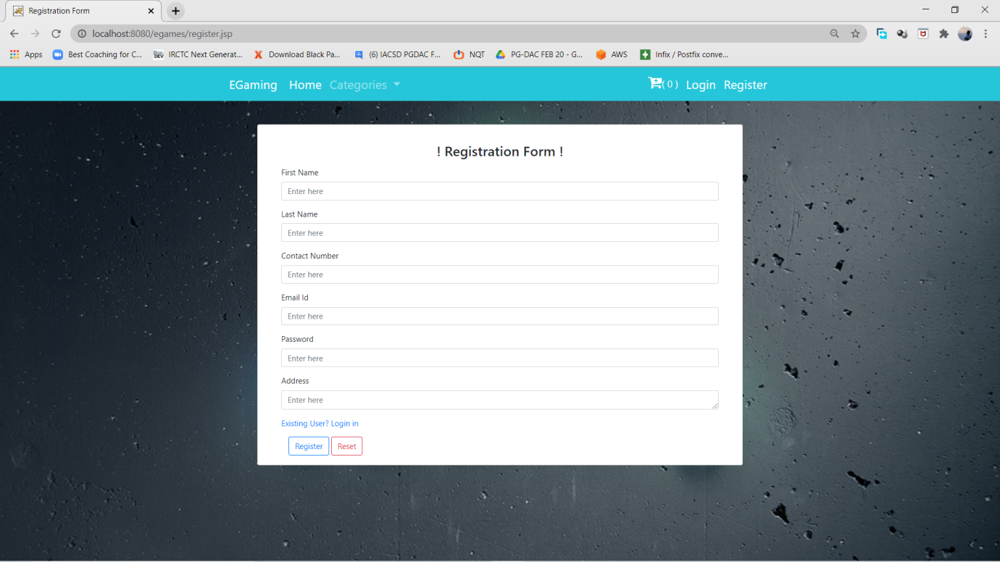 Registration Form
localhost:8080/egames/register.jsp
Apps Best Coaching for C... IRCTC Next Generat... Download Black Pa... (6) IACSD PGDAC F... NQT PG-DAC FEB 20 - G... AWS Infix / Postfix conve...
EGaming Home Categories ( 0 ) Login Register
! Registration Form !
First Name
Enter here
Last Name
Enter here
Contact Number
Enter here
Email Id
Enter here
Password
Enter here
Address
Enter here
Existing User? Login in
Register Reset